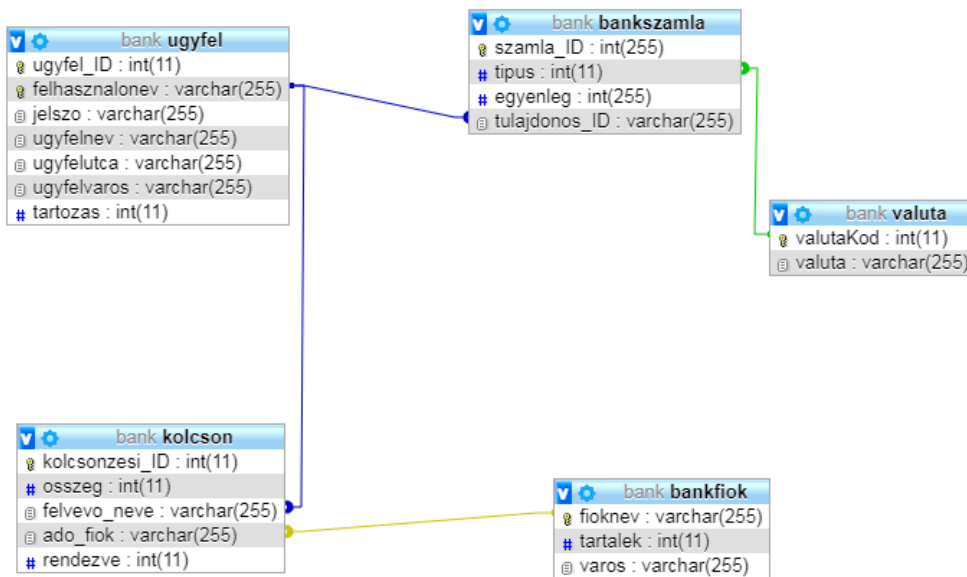 bank ugyfel
ugyfel_ID : int(11)
felhasznalonev : varchar(255)
jelszo : varchar(255)
ugyfelnev : varchar(255)
ugyfelutca : varchar(255)
ugyfelvaros : varchar(255)
tartozas : int(11)
bank bankszamla
szamla_ID : int(255)
tipus : int(11)
egyenleg : int(255)
tulajdonos_ID : varchar(255)
bank valuta
valutaKod : int(11)
valuta : varchar(255)
bank kolcson
kolcsonzesi_ID : int(11)
osszeg : int(11)
felvevo_neve : varchar(255)
ado_fiok : varchar(255)
rendezve : int(11)
bank bankfiok
fioknev : varchar(255)
tartalek : int(11)
varos : varchar(255)